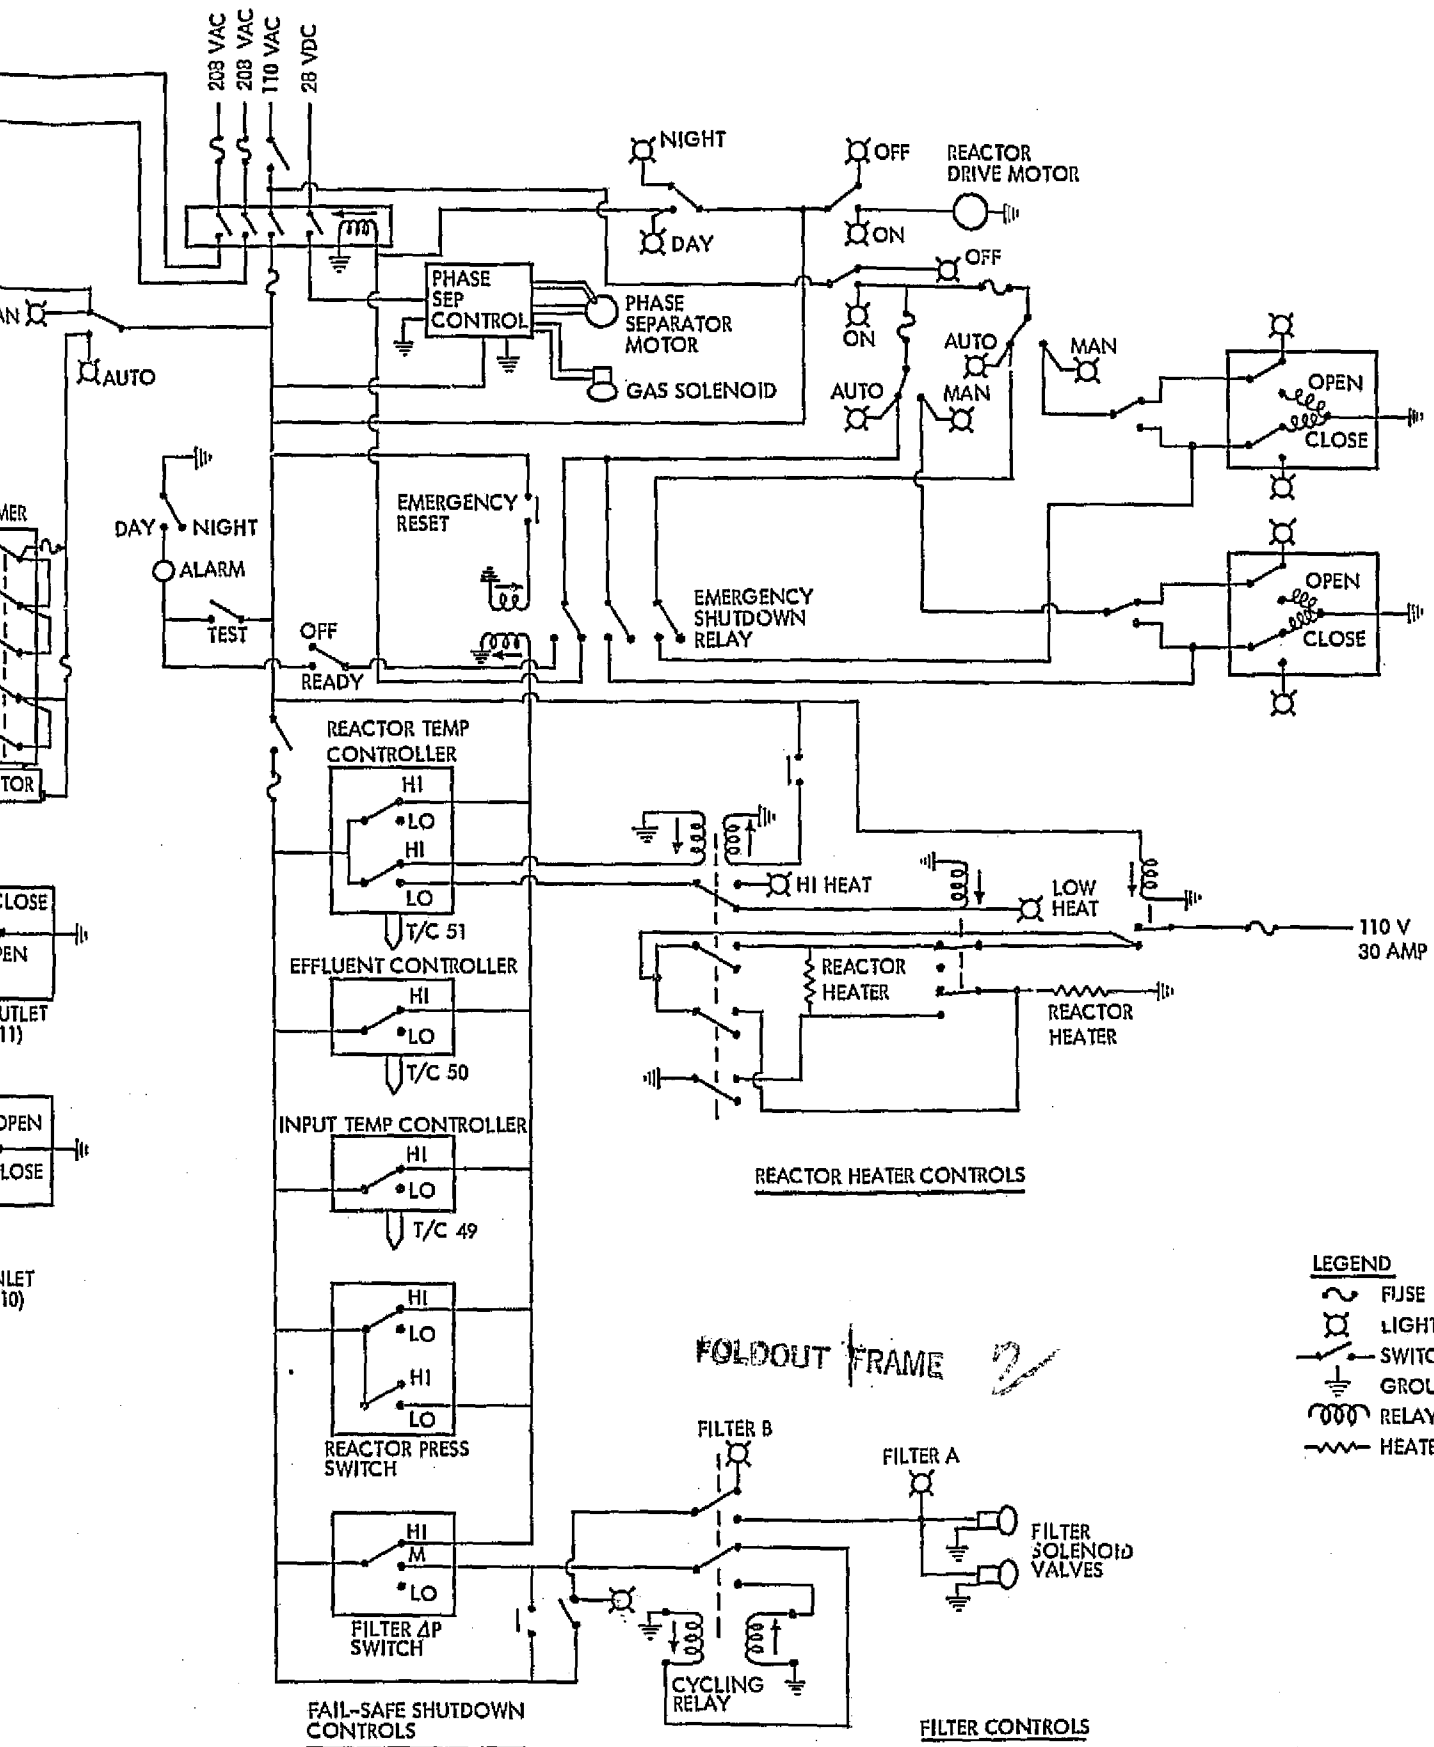 208 VAC
208 VAC
110 VAC
28 VDC
NIGHT
OFF
REACTOR
DRIVE MOTOR
DAY
ON
OFF
PHASE
SEP
CONTROL
PHASE
SEPARATOR
MOTOR
ON
AN
AUTO
MAN
AUTO
GAS SOLENOID
AUTO
MAN
OPEN
CLOSE
EMERGENCY
RESET
MER
DAY
NIGHT
ALARM
TEST
OFF
READY
EMERGENCY
SHUTDOWN
RELAY
OPEN
CLOSE
REACTOR TEMP
CONTROLLER
TOR
HI
LO
HI
LO
HI HEAT
LOW
HEAT
T/C 51
110 V
30 AMP
CLOSE
PEN
EFFLUENT CONTROLLER
REACTOR
HEATER
HI
LO
REACTOR
HEATER
UTLET
11)
T/C 50
OPEN
LOSE
INPUT TEMP CONTROLLER
HI
LO
REACTOR HEATER CONTROLS
T/C 49
NLET
10)
LEGEND
FUSE
LIGHT
SWITC
GROU
RELAY
HEATE
HI
LO
HI
LO
REACTOR PRESS
SWITCH
FOLDOUT FRAME 2
FILTER B
FILTER A
HI
M
LO
FILTER ΔP
SWITCH
FILTER
SOLENOID
VALVES
CYCLING
RELAY
FAIL-SAFE SHUTDOWN
CONTROLS
FILTER CONTROLS